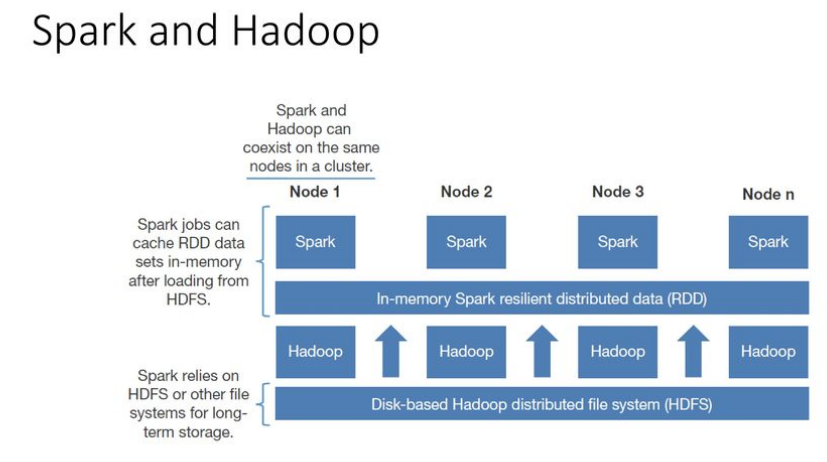 Spark and Hadoop
Spark and
Hadoop can
coexist on the same
nodes in a cluster.
Node 1
Node 2
Node 3
Node n
Spark jobs can
cache RDD data
sets in-memory
after loading from
HDFS.
Spark
Spark
Spark
Spark
In-memory Spark resilient distributed data (RDD)
Hadoop
Hadoop
Hadoop
Hadoop
Spark relies on
HDFS or other file
systems for long-
term storage.
Disk-based Hadoop distributed file system (HDFS)